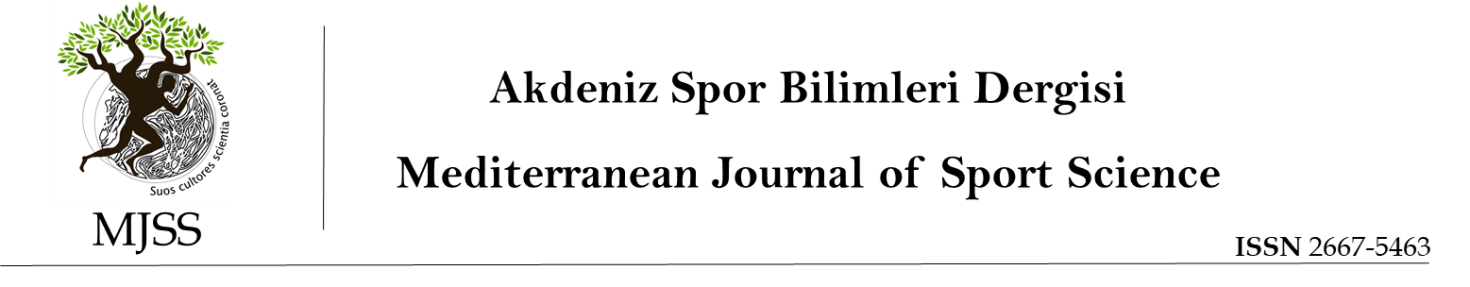 Suos cultores scientia coronat
MJSS
Akdeniz Spor Bilimleri Dergisi
Mediterranean Journal of Sport Science
ISSN 2667-5463